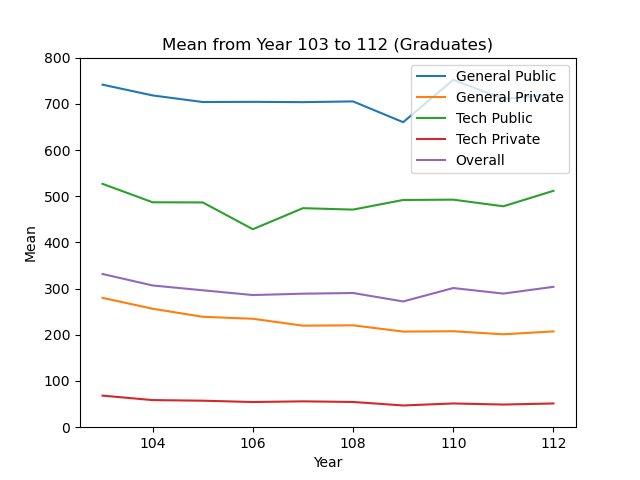 Mean from Year 103 to 112 (Graduates)
800
700
600
500
400
300
200
100
0
Mean
General Public
General Private
Tech Public
Tech Private
Overall
104
106
108
110
112
Year